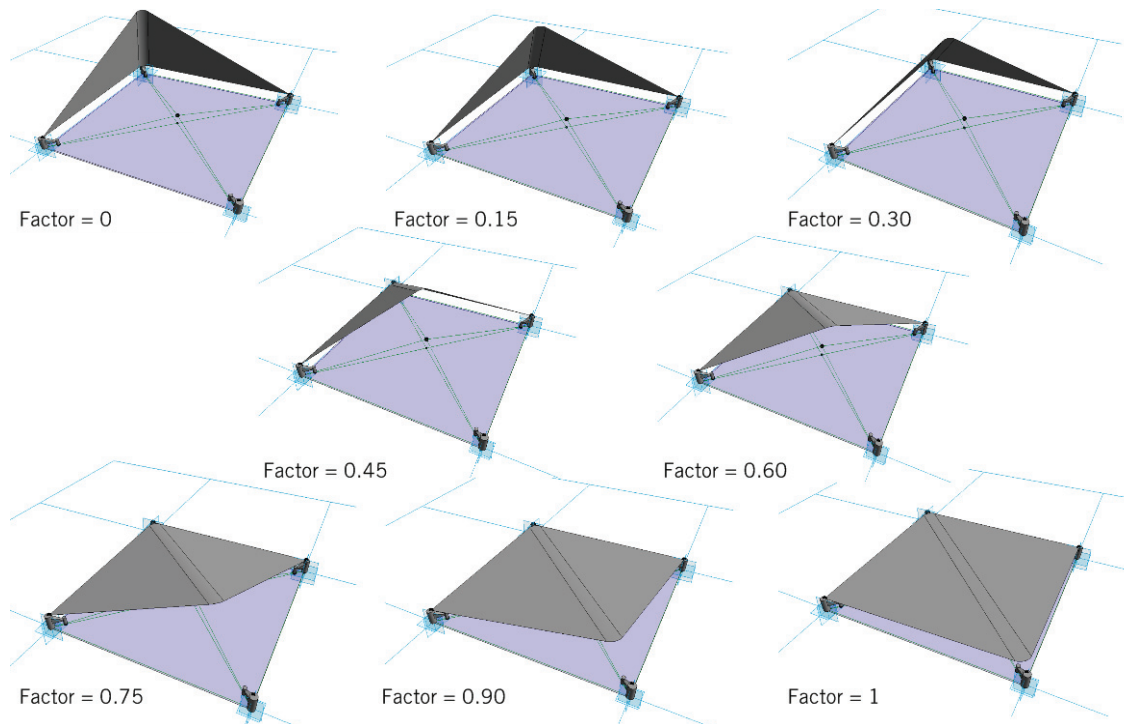 Factor = 0
Factor = 0.15
Factor = 0.30
Factor = 0.45
Factor = 0.60
Factor = 0.75
Factor = 0.90
Factor = 1